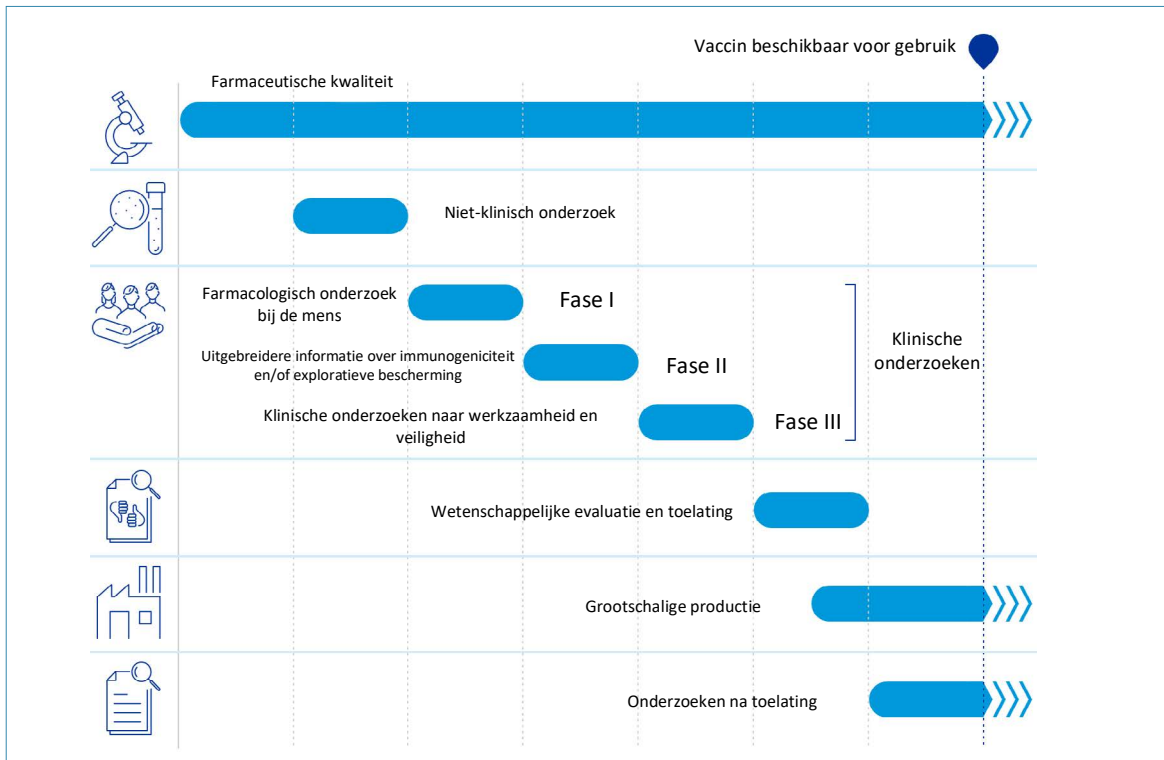 Vaccin beschikbaar voor gebruik
Farmaceutische kwaliteit
Niet-klinisch onderzoek
Farmacologisch onderzoek
bij de mens
Fase I
Uitgebreidere informatie over immunogeniciteit
en/of exploratieve bescherming
Fase II
Klinische onderzoeken naar werkzaamheid en
veiligheid
Fase III
Klinische
onderzoeken
Wetenschappelijke evaluatie en toelating
Grootschalige productie
Onderzoeken na toelating